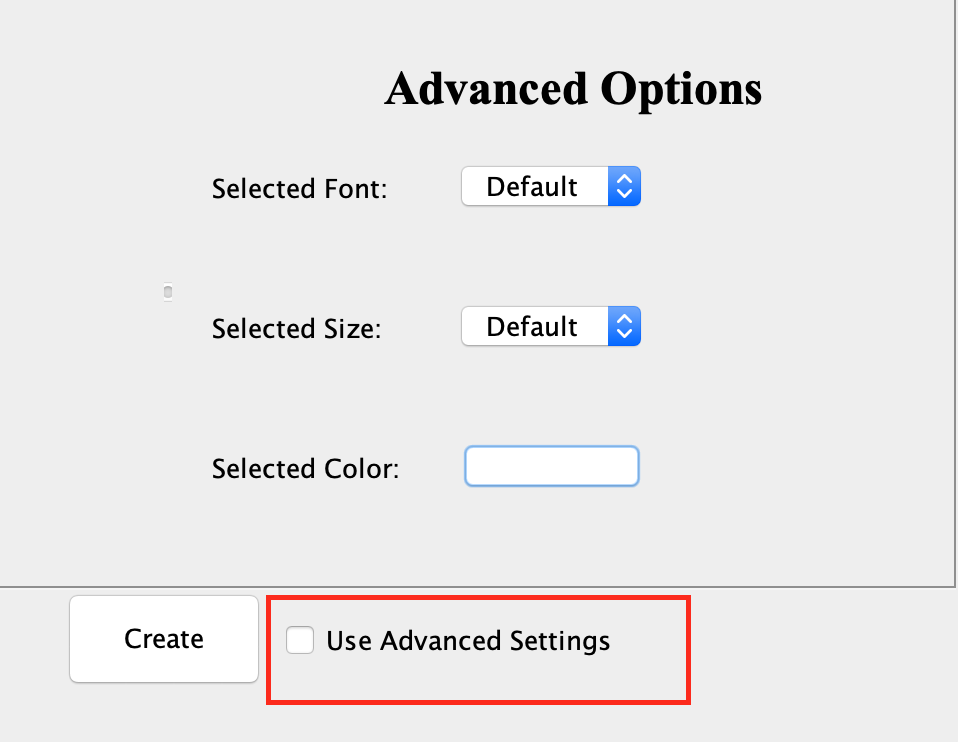 Advanced Options
Selected Font: Default
Selected Size: Default
Selected Color:
Create Use Advanced Settings